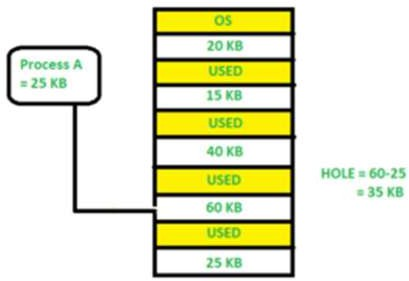 OS
20 KB
Process A
= 25 KB
USED
15 KB
USED
40 KB
USED
HOLE = 60-25
= 35 KB
60 KB
USED
25 KB